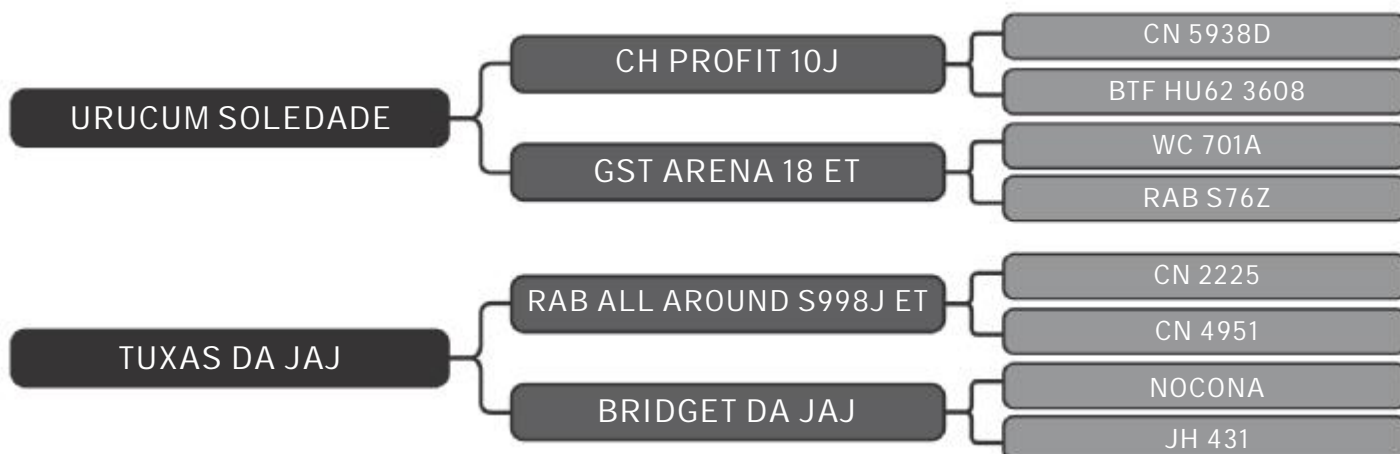 URUCUM SOLEDADE
CH PROFIT 10J
CN 5938D
BTF HU62 3608
GST ARENA 18 ET
WC 701A
RAB S76Z
TUXAS DA JAJ
RAB ALL AROUND S998J ET
CN 2225
CN 4951
BRIDGET DA JAJ
NOCONA
JH 431